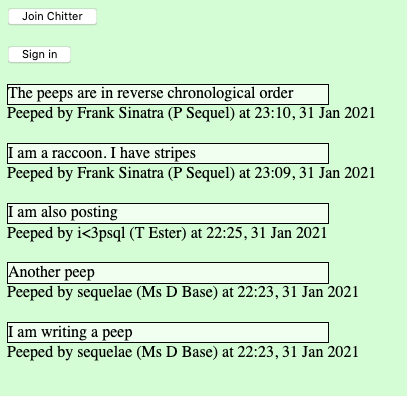 Join Chitter
Sign in
The peeps are in reverse chronological order
Peeped by Frank Sinatra (P Sequel) at 23:10, 31 Jan 2021
I am a raccoon. I have stripes
Peeped by Frank Sinatra (P Sequel) at 23:09, 31 Jan 2021
I am also posting
Peeped by i<3psql (T Ester) at 22:25, 31 Jan 2021
Another peep
Peeped by sequelae (Ms D Base) at 22:23, 31 Jan 2021
I am writing a peep
Peeped by sequelae (Ms D Base) at 22:23, 31 Jan 2021